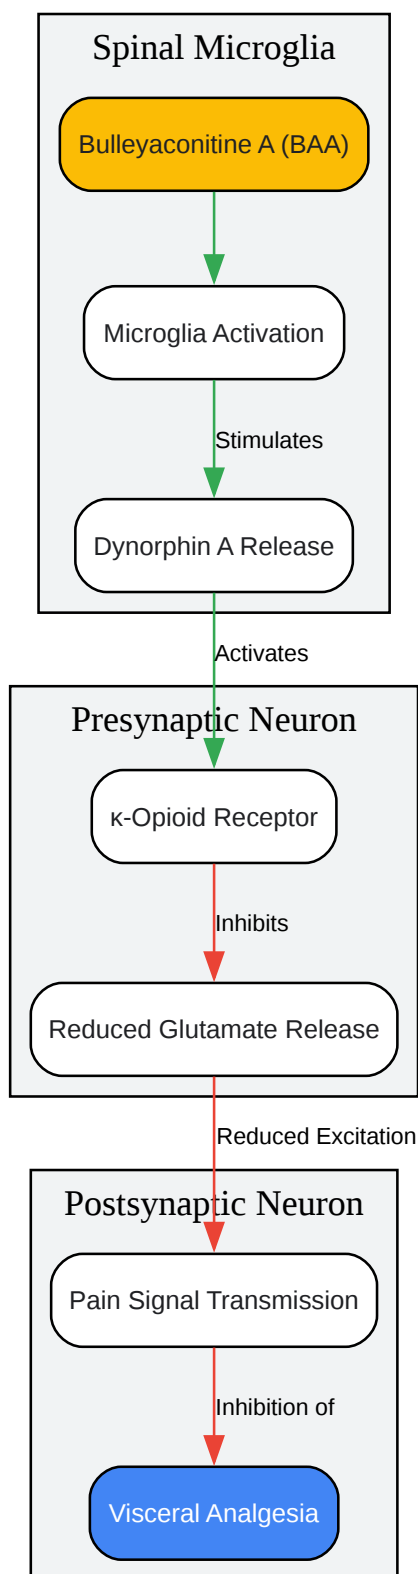 Spinal Microglia
Bulleyaconitine A (BAA)
Microglia Activation
Stimulates
Dynorphin A Release
Activates
Presynaptic Neuron
κ-Opioid Receptor
Inhibits
Reduced Glutamate Release
Reduced Excitation
Postsynaptic Neuron
Pain Signal Transmission
Inhibition of
Visceral Analgesia